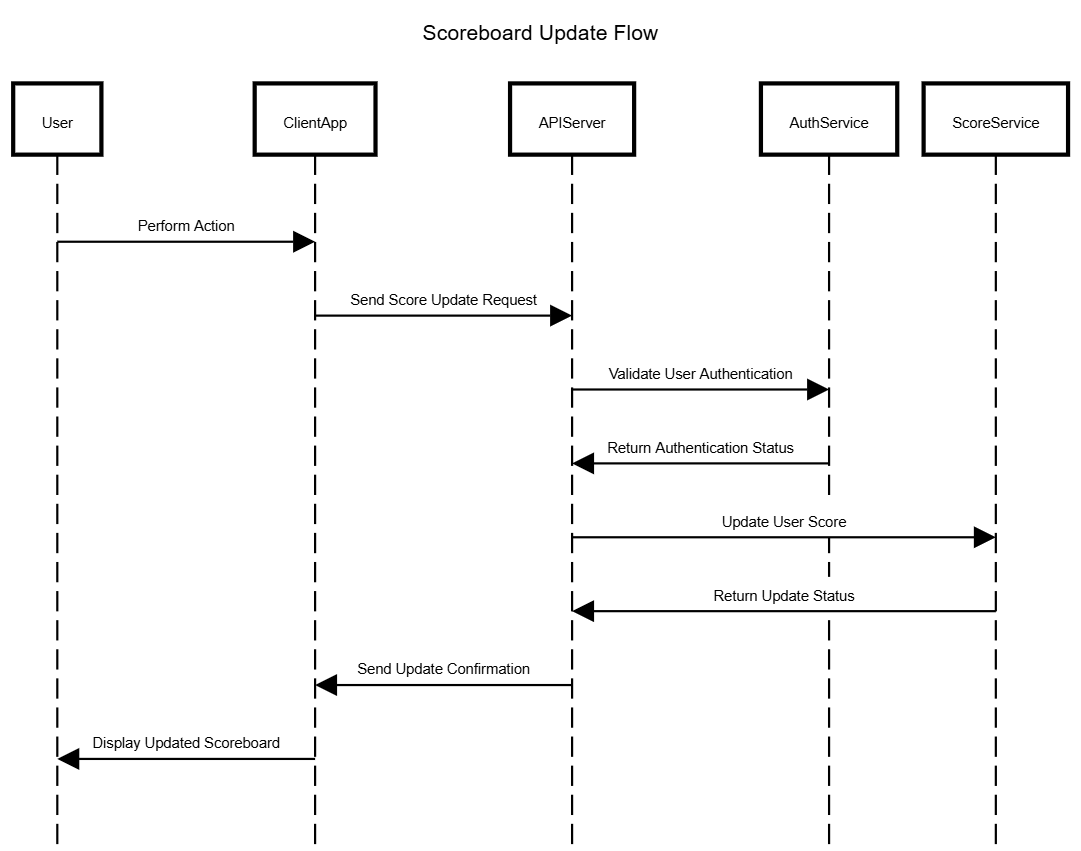 Scoreboard Update Flow
User
ClientApp
APIServer
AuthService
ScoreService
Perform Action
Send Score Update Request
Validate User Authentication
Return Authentication Status
Update User Score
Return Update Status
Send Update Confirmation
Display Updated Scoreboard